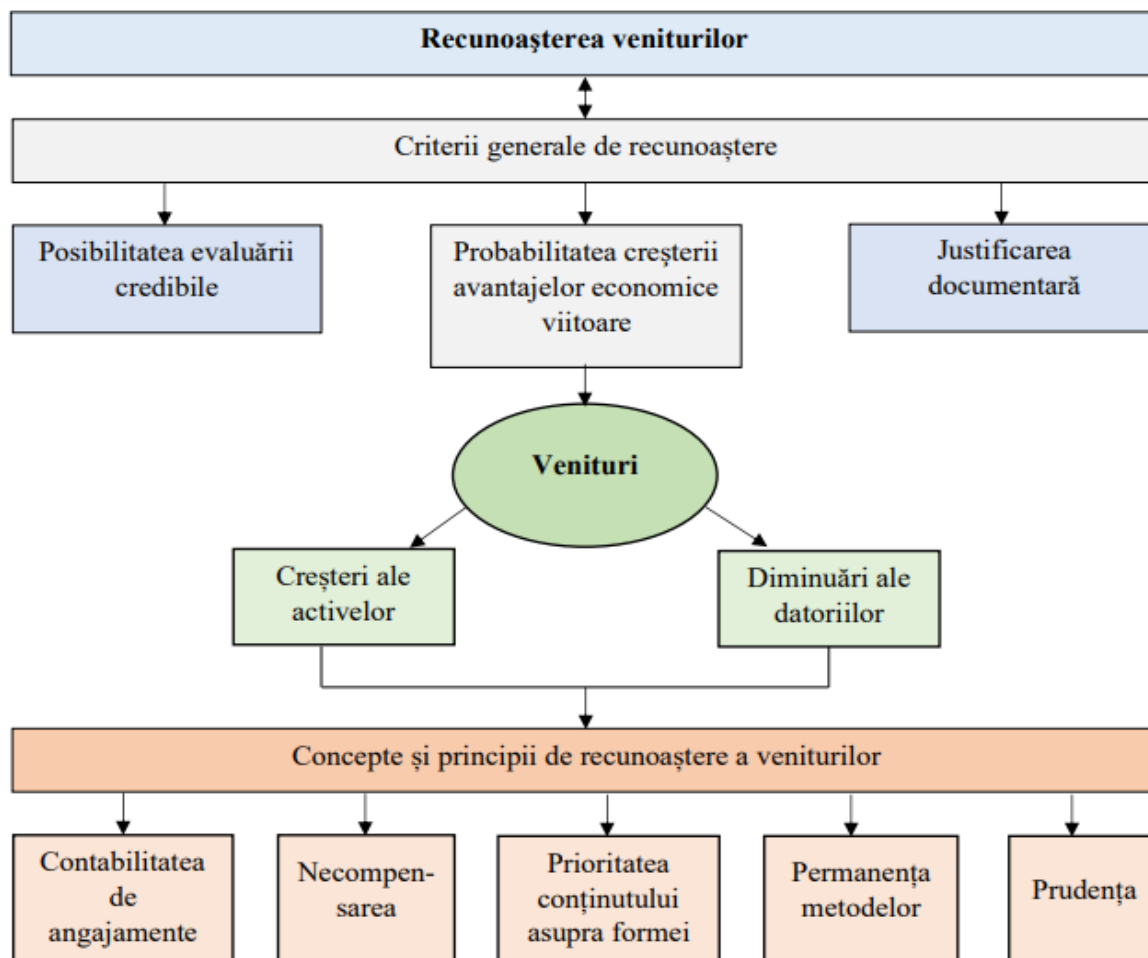 Recunoaşterea veniturilor
Criterii generale de recunoaștere
Posibilitatea evaluării
credibile
Probabilitatea creșterii
avantajelor economice
viitoare
Justificarea
documentară
Venituri
Creșteri ale
activelor
Diminuări ale
datoriilor
Concepte și principii de recunoaștere a veniturilor
Contabilitatea
de
angajamente
Necompen-
sarea
Prioritatea
conținutului
asupra formei
Permanența
metodelor
Prudența